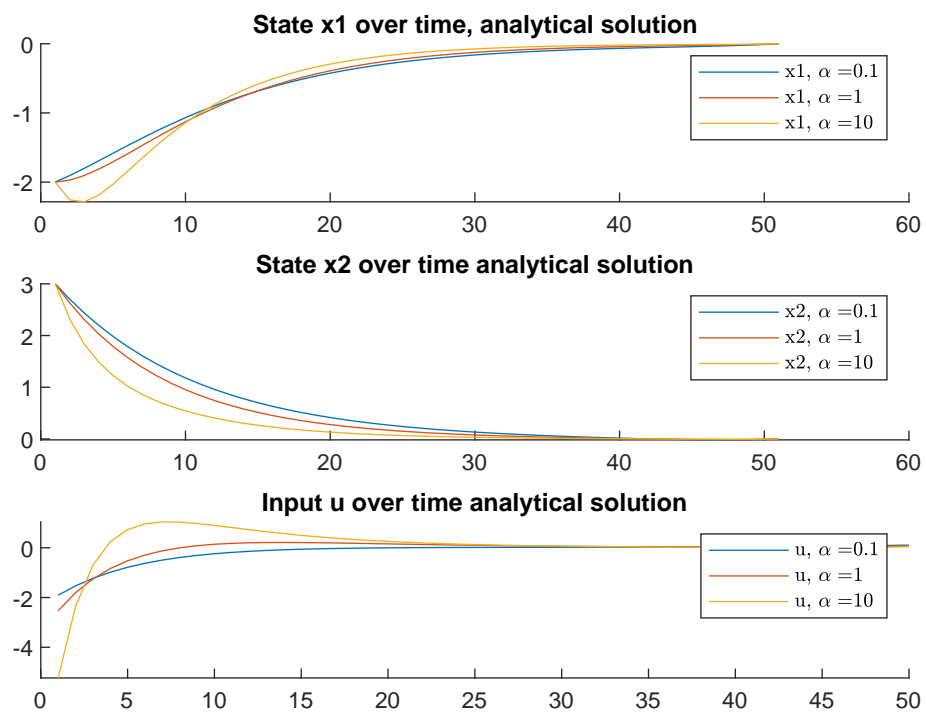 State x1 over time, analytical solution
0
-1
-2
x1, α =0.1
x1, α =1
x1, α =10
0 10 20 30 40 50 60
State x2 over time analytical solution
3
2
1
0
x2, α =0.1
x2, α =1
x2, α =10
0 10 20 30 40 50 60
Input u over time analytical solution
0
-2
-4
u, α =0.1
u, α =1
u, α =10
0 5 10 15 20 25 30 35 40 45 50